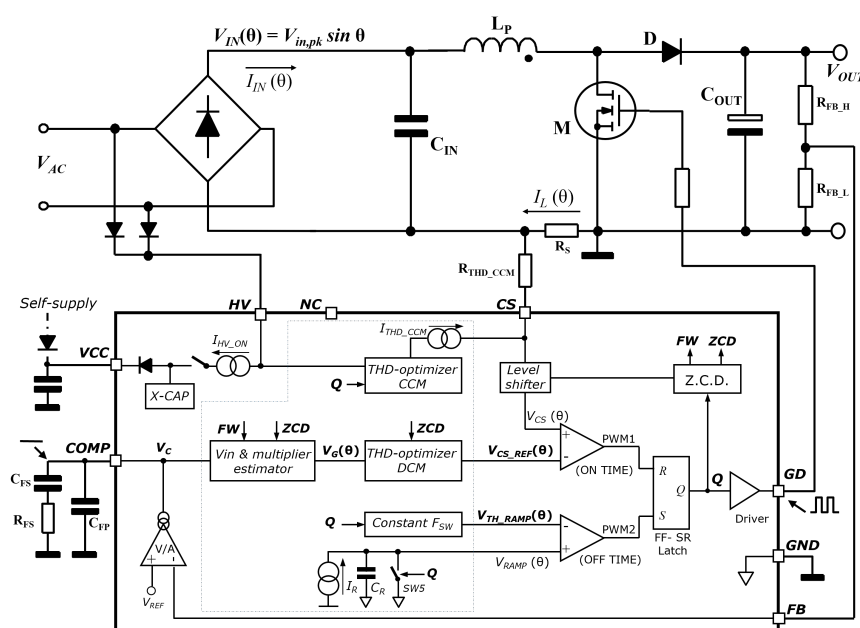 V_IN(θ) = V_in,pk sin θ
L_P
D
V_OUT
I_IN (θ)
C_OUT
R_FB_H
M
C_IN
V_AC
R_FB_L
I_L (θ)
R_S
R_THD_CCM
Self-supply
HV
NC
CS
I_THD_CCM
I_HV_ON
FW
ZCD
VCC
THD-optimizer
CCM
Level
shifter
Z.C.D.
X-CAP
Q
V_CS (θ)
COMP
V_C
FW
ZCD
ZCD
+
PWM1
C_FS
Vin & multiplier
estimator
V_G(θ)
THD-optimizer
DCM
V_CS_REF(θ)
-
(ON TIME)
R
Q
Q
GD
R_FS
C_FP
S
Driver
Q
Constant F_SW
V_TH_RAMP(θ)
-
PWM2
FF- SR
Latch
V/A
+
-
I_R
C_R
SW5
Q
V_RAMP (θ)
+
(OFF TIME)
GND
V_REF
FB